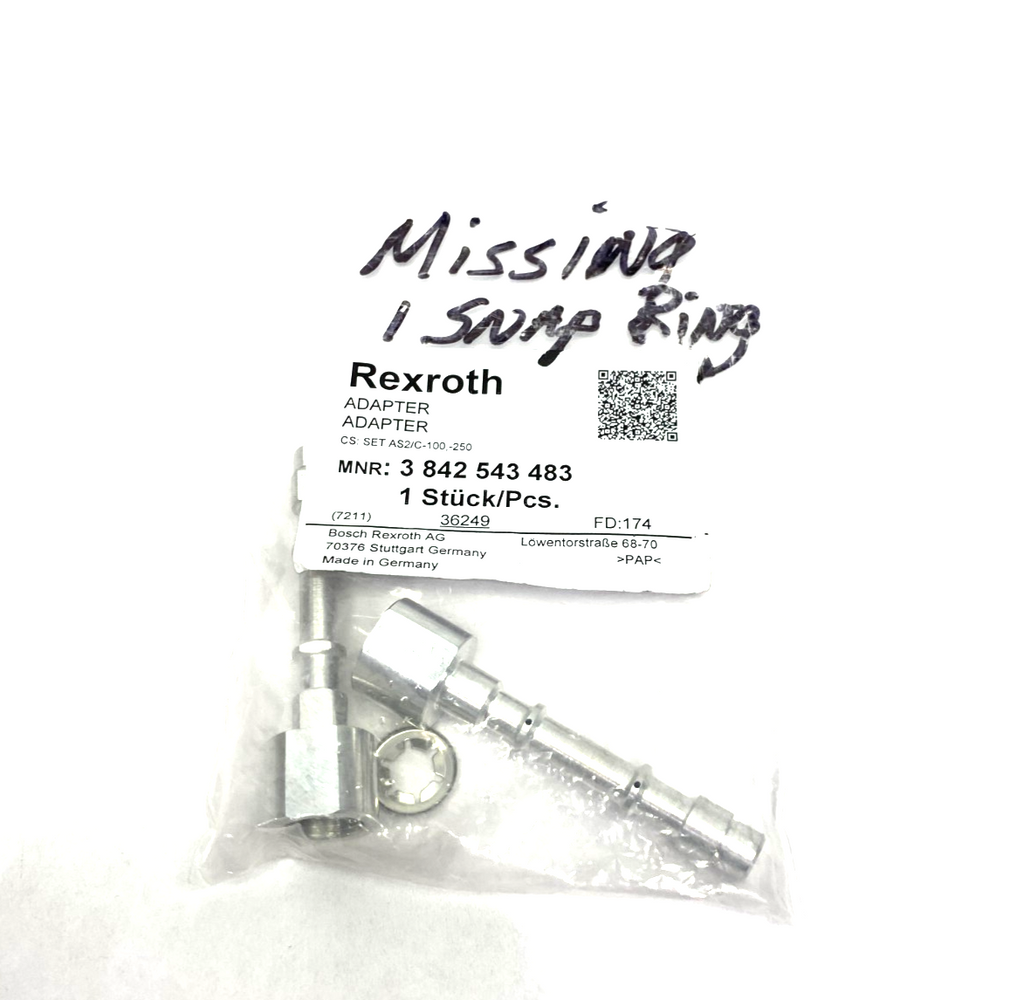 Missing
1 Snap Ring
Rexroth
ADAPTER
ADAPTER
CS: SET AS2/C-100,-250
MNR: 3 842 543 483
1 Stück/Pcs.
(7211) 36249 FD:174
Bosch Rexroth AG Löwentorstraße 68-70
70376 Stuttgart Germany >PAP<
Made in Germany